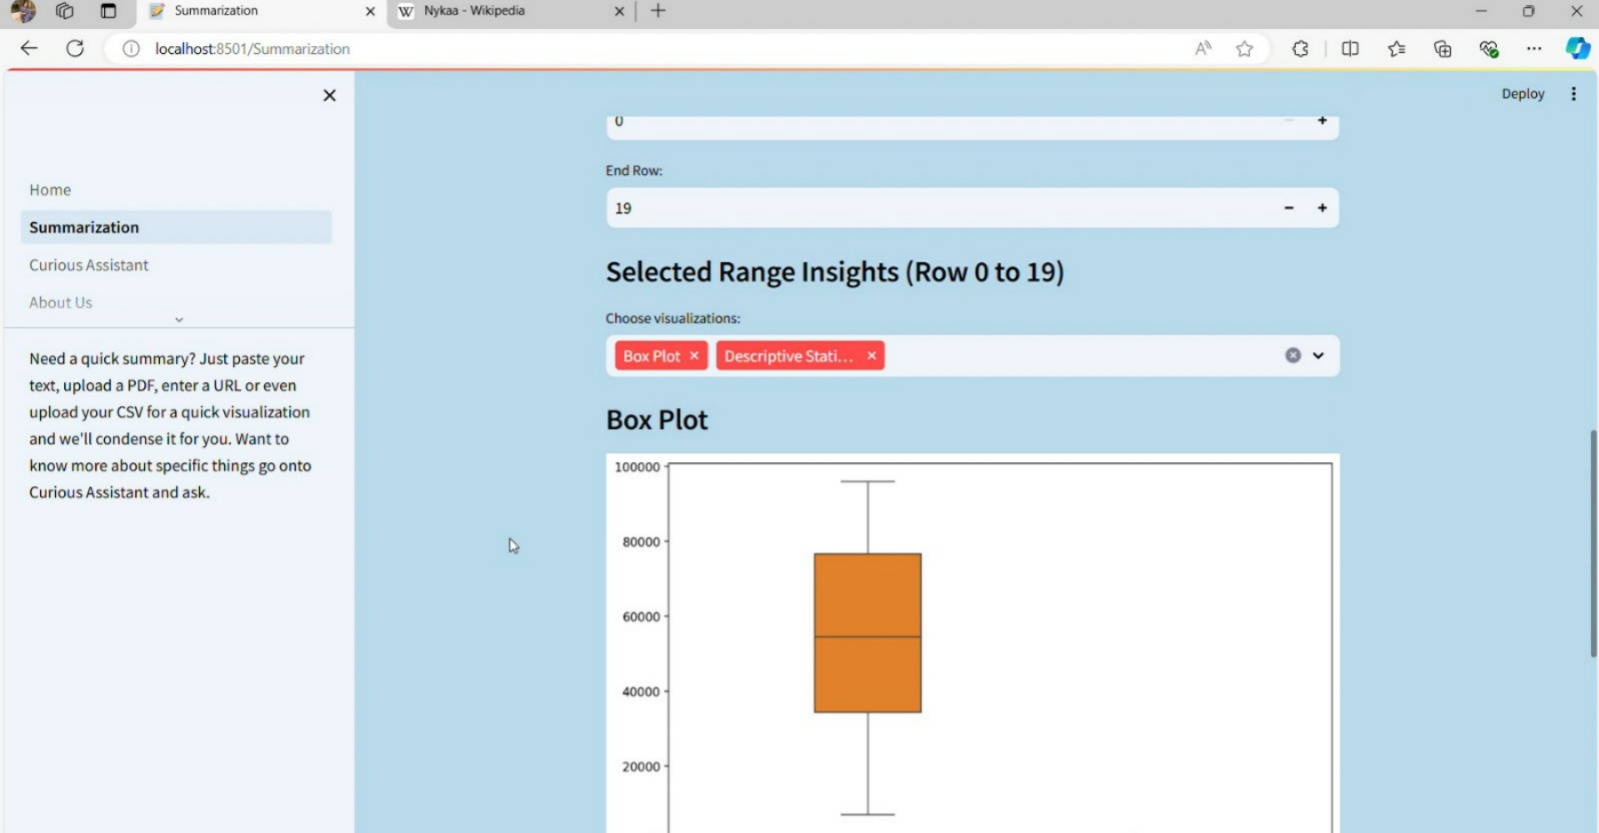 Summarization
Nykaa - Wikipedia
localhost:8501/Summarization
Deploy
Home
Summarization
Curious Assistant
About Us
Need a quick summary? Just paste your
text, upload a PDF, enter a URL or even
upload your CSV for a quick visualization
and we'll condense it for you. Want to
know more about specific things go onto
Curious Assistant and ask.
0
End Row:
19
Selected Range Insights (Row 0 to 19)
Choose visualizations:
Box Plot × Descriptive Stati... ×
Box Plot
100000
80000
60000
40000
20000